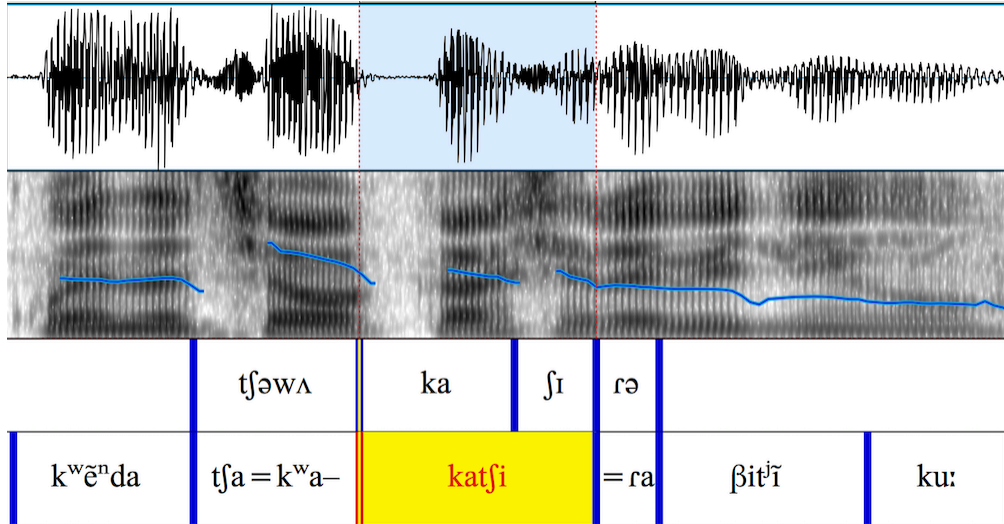 tʃəwʌ ka ʃɪ ɾə
kʷẽⁿda tʃa=kʷa– katʃi =ɾa βitʲĩ kuː